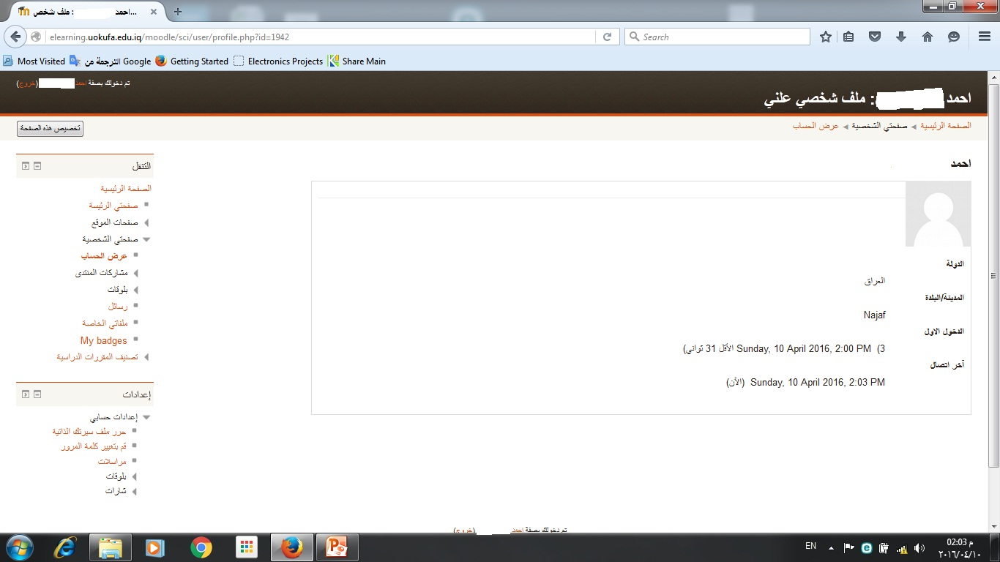 احمد : ملف شخص...
elearning.uokufa.edu.iq/moodle/sci/user/profile.php?id=1942
Search
Most Visited
الترجمة من Google
Getting Started
Electronics Projects
Share Main
تم دخولك بصفة احمد (خروج)
احمد : ملف شخصي علني
الصفحة الرئيسية ◄ صفحتي الشخصية ◄ عرض الحساب
تخصيص هذه الصفحة
احمد
الدولة
العراق
المدينة/البلدة
Najaf
الدخول الاول
Sunday, 10 April 2016, 2:00 PM (3 الأقل 31 ثواني)
آخر اتصال
Sunday, 10 April 2016, 2:03 PM (الآن)
التنقل
الصفحة الرئيسية
صفحتي الرئيسة
صفحات الموقع
صفحتي الشخصية
عرض الحساب
مشاركات المنتدى
بلوقات
رسائل
ملفاتي الخاصة
My badges
تصنيف المقررات الدراسية
إعدادات
إعدادات حسابي
حرر ملف سيرتك الذاتية
قم بتغيير كلمة المرور
مراسلات
بلوقات
شارات
تم دخولك بصفة احمد (خروج)
EN
02:03 م
٢٠١٦/٠٤/١٠